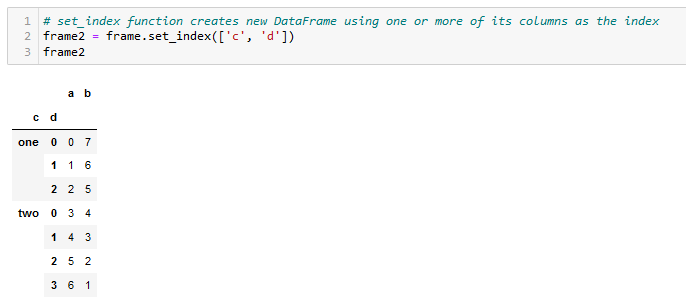 1 # set_index function creates new DataFrame using one or more of its columns as the index
2 frame2 = frame.set_index(['c', 'd'])
3 frame2
a b
c d
one 0 0 7
1 1 6
2 2 5
two 0 3 4
1 4 3
2 5 2
3 6 1